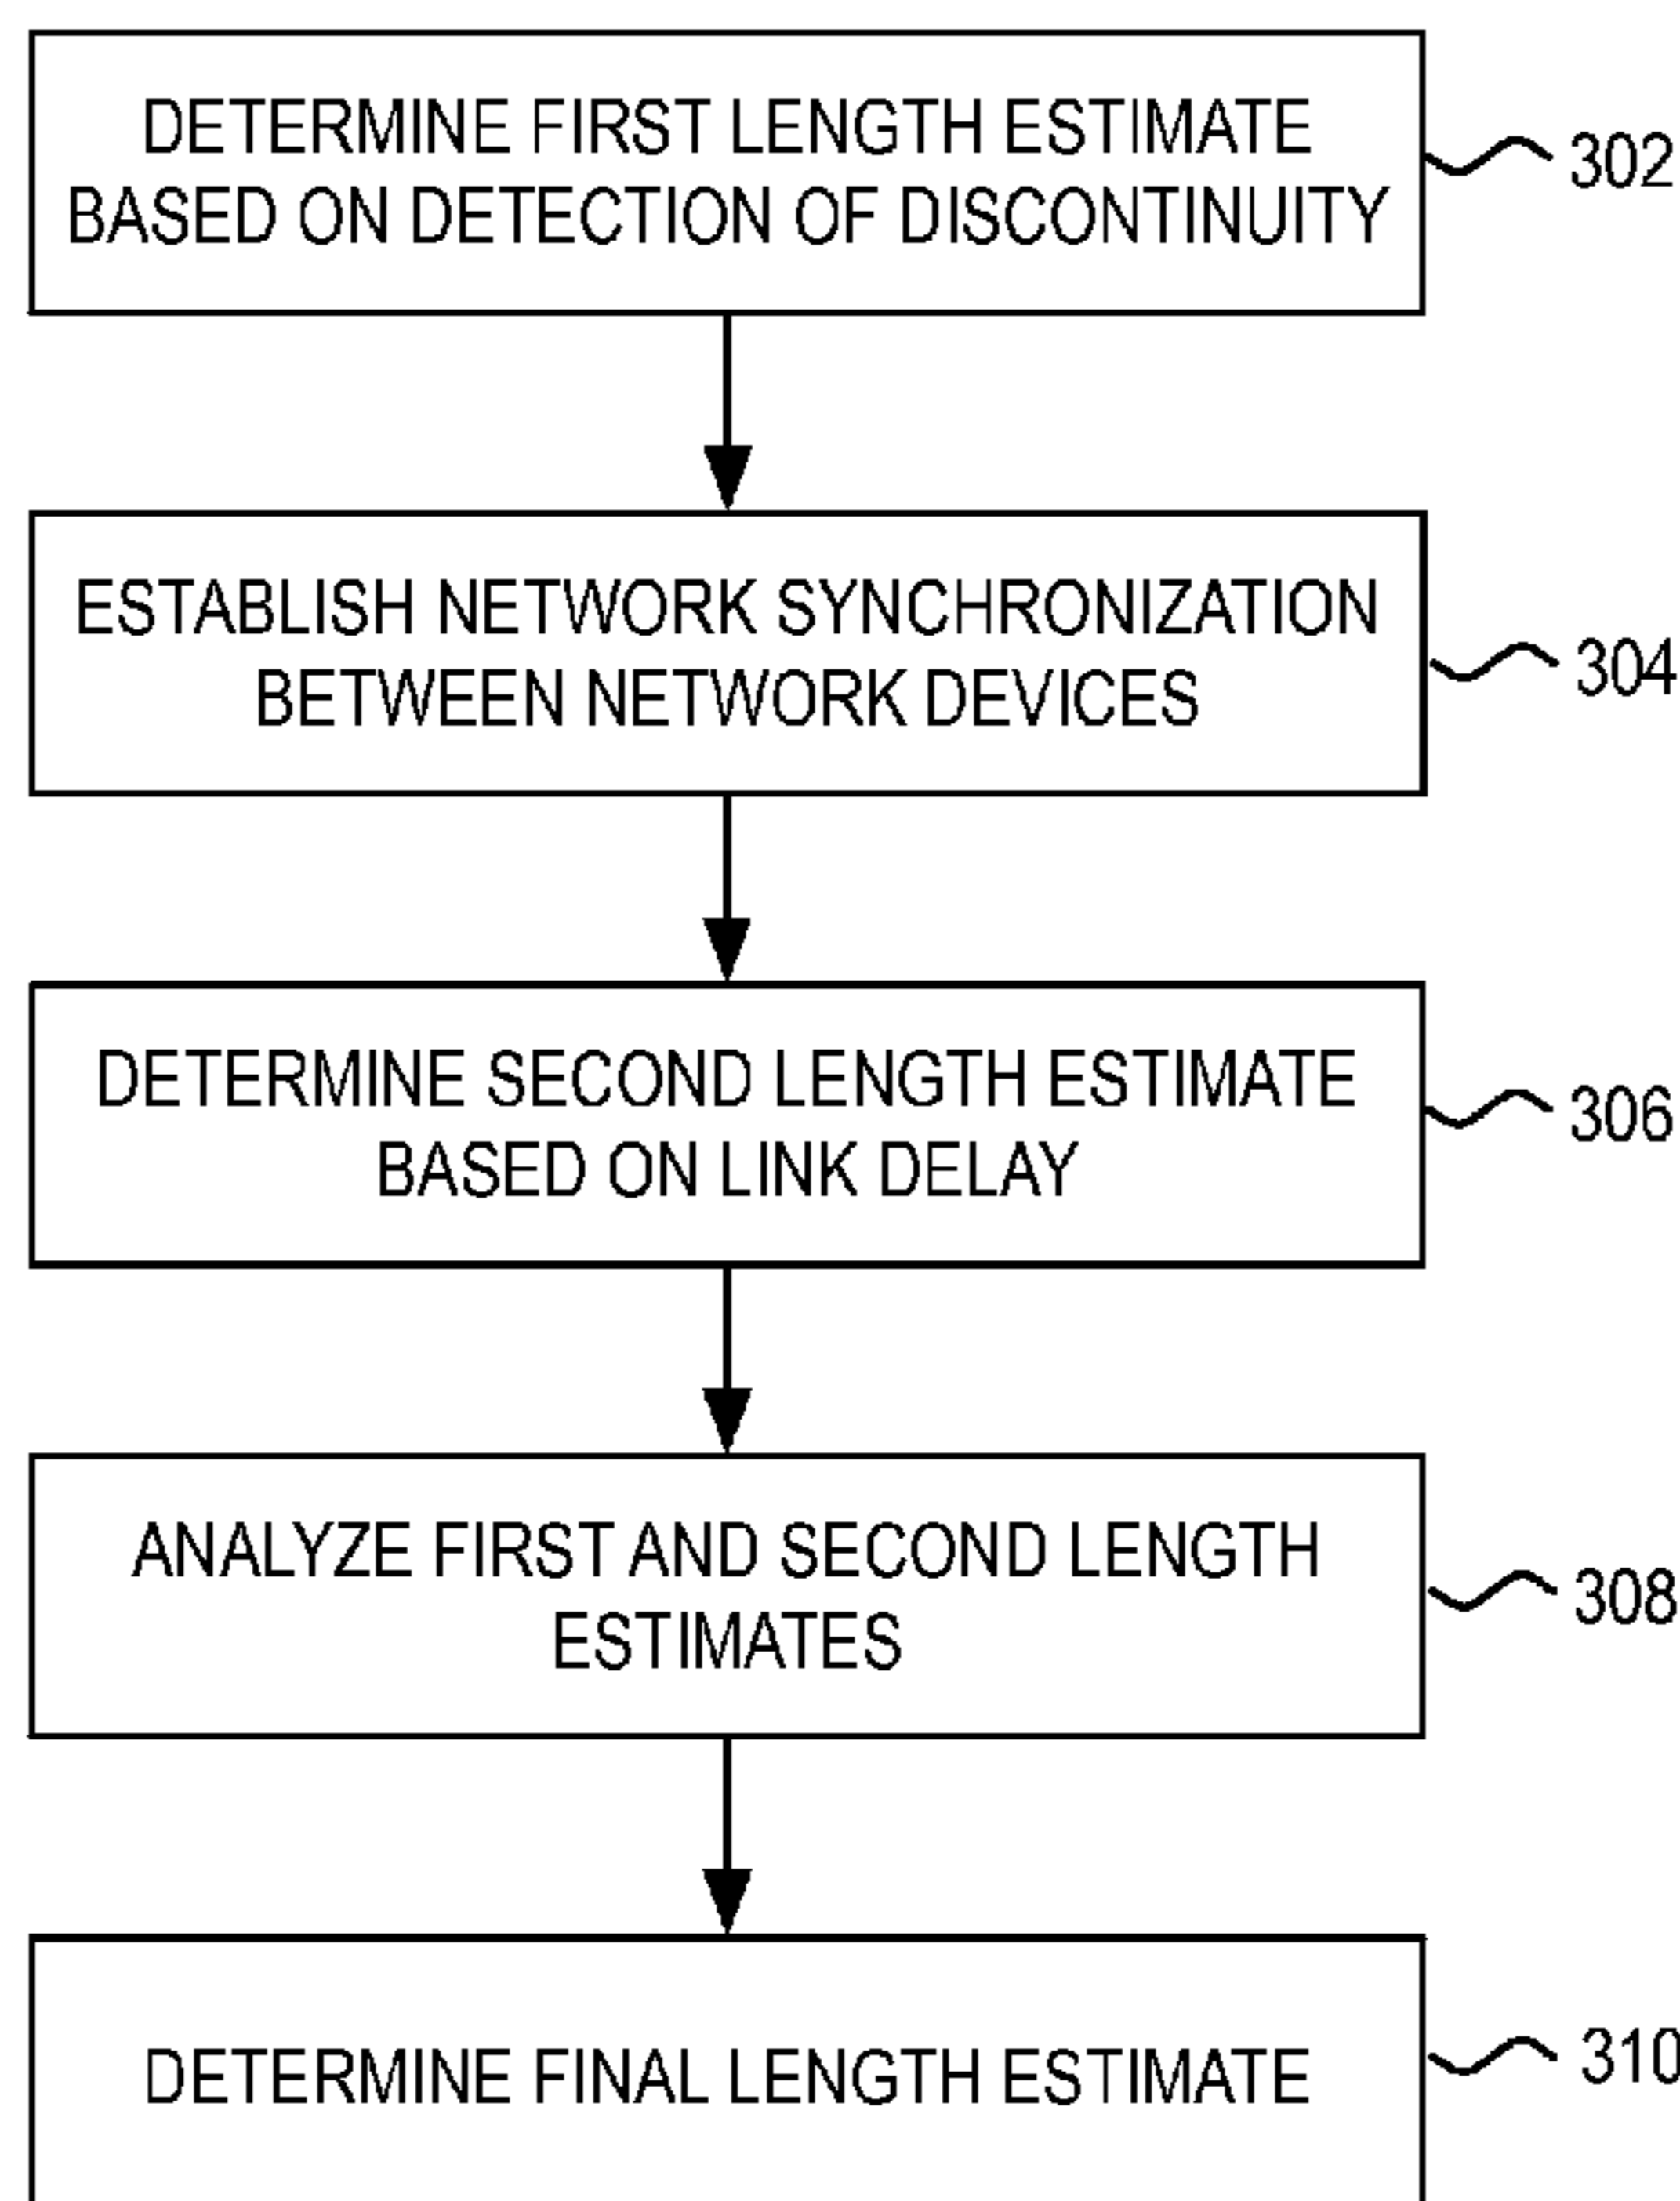 DETERMINE FIRST LENGTH ESTIMATE
BASED ON DETECTION OF DISCONTINUITY
302
ESTABLISH NETWORK SYNCHRONIZATION
BETWEEN NETWORK DEVICES
304
DETERMINE SECOND LENGTH ESTIMATE
BASED ON LINK DELAY
306
ANALYZE FIRST AND SECOND LENGTH
ESTIMATES
308
DETERMINE FINAL LENGTH ESTIMATE
310